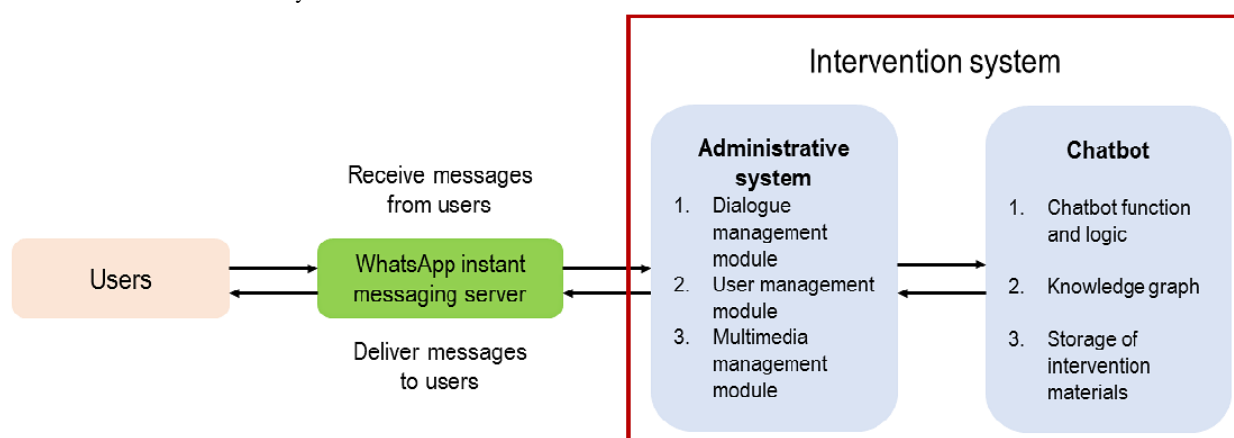 Intervention system
Administrative
system
1. Dialogue
management
module
2. User management
module
3. Multimedia
management
module
Chatbot
1. Chatbot function
and logic
2. Knowledge graph
3. Storage of
intervention
materials
Receive messages
from users
Users
WhatsApp instant
messaging server
Deliver messages
to users